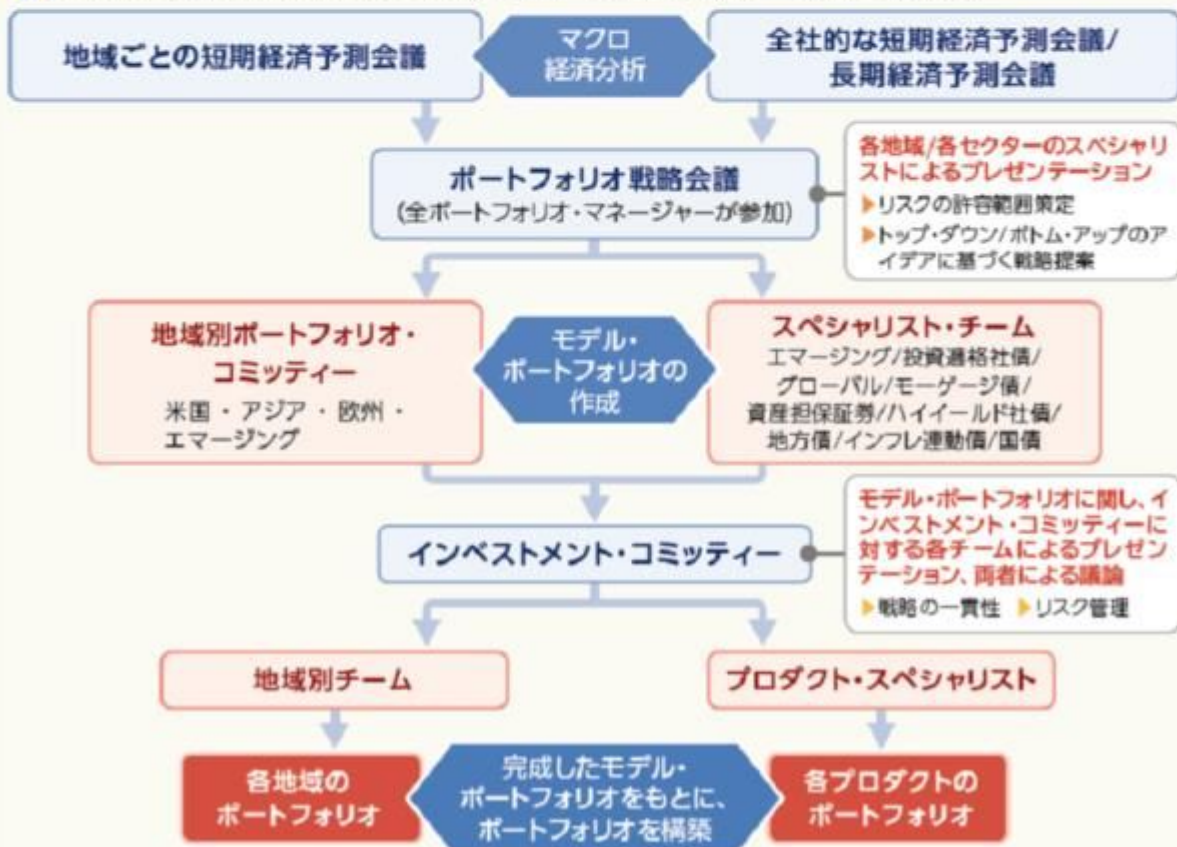 地域ごとの短期経済予測会議
マクロ
経済分析
全社的な短期経済予測会議/
長期経済予測会議
ポートフォリオ戦略会議
(全ポートフォリオ・マネージャーが参加)
各地域/各セクターのスペシャリ
ストによるプレゼンテーション
▶リスクの許容範囲策定
▶トップ・ダウン/ボトム・アップのア
イデアに基づく戦略提案
地域別ポートフォリオ・
コミッティー
米国・アジア・欧州・
エマージング
モデル・
ポートフォリオの
作成
スペシャリスト・チーム
エマージング/投資適格社債/
グローバル/モーゲージ債/
資産担保証券/ハイイールド社債/
地方債/インフレ連動債/国債
インベストメント・コミッティー
モデル・ポートフォリオに関し、イ
ンベストメント・コミッティーに
対する各チームによるプレゼン
テーション、両者による議論
▶戦略の一貫性 ▶リスク管理
地域別チーム
プロダクト・スペシャリスト
各地域の
ポートフォリオ
完成したモデル・
ポートフォリオをもとに、
ポートフォリオを構築
各プロダクトの
ポートフォリオ